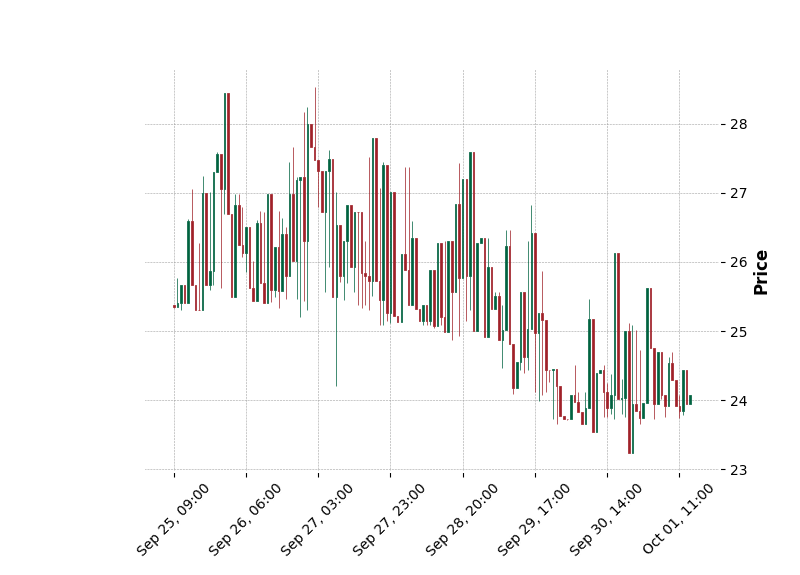 28
27
26
25
24
23
Price
Sep 25, 09:00
Sep 26, 06:00
Sep 27, 03:00
Sep 27, 23:00
Sep 28, 20:00
Sep 29, 17:00
Sep 30, 14:00
Oct 01, 11:00